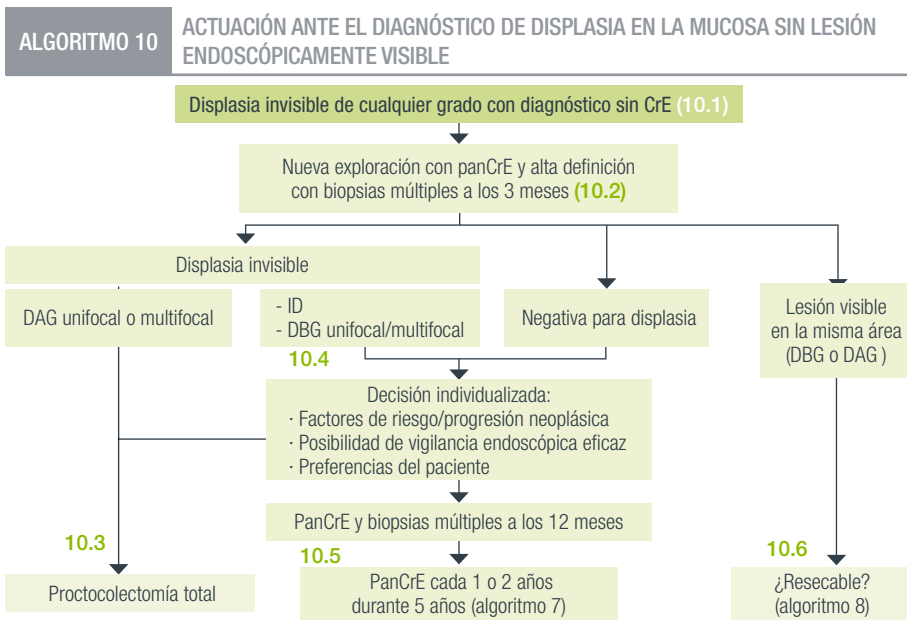 ALGORITMO 10
ACTUACIÓN ANTE EL DIAGNÓSTICO DE DISPLASIA EN LA MUCOSA SIN LESIÓN
ENDOSCÓPICAMENTE VISIBLE
Displasia invisible de cualquier grado con diagnóstico sin CrE (10.1)
Nueva exploración con panCrE y alta definición
con biopsias múltiples a los 3 meses (10.2)
Displasia invisible
DAG unifocal o multifocal
- ID
- DBG unifocal/multifocal
Negativa para displasia
Lesión visible
en la misma área
(DBG o DAG )
10.4
Decisión individualizada:
· Factores de riesgo/progresión neoplásica
· Posibilidad de vigilancia endoscópica eficaz
· Preferencias del paciente
PanCrE y biopsias múltiples a los 12 meses
10.3
10.5
10.6
Proctocolectomía total
PanCrE cada 1 o 2 años
durante 5 años (algoritmo 7)
¿Resecable?
(algoritmo 8)